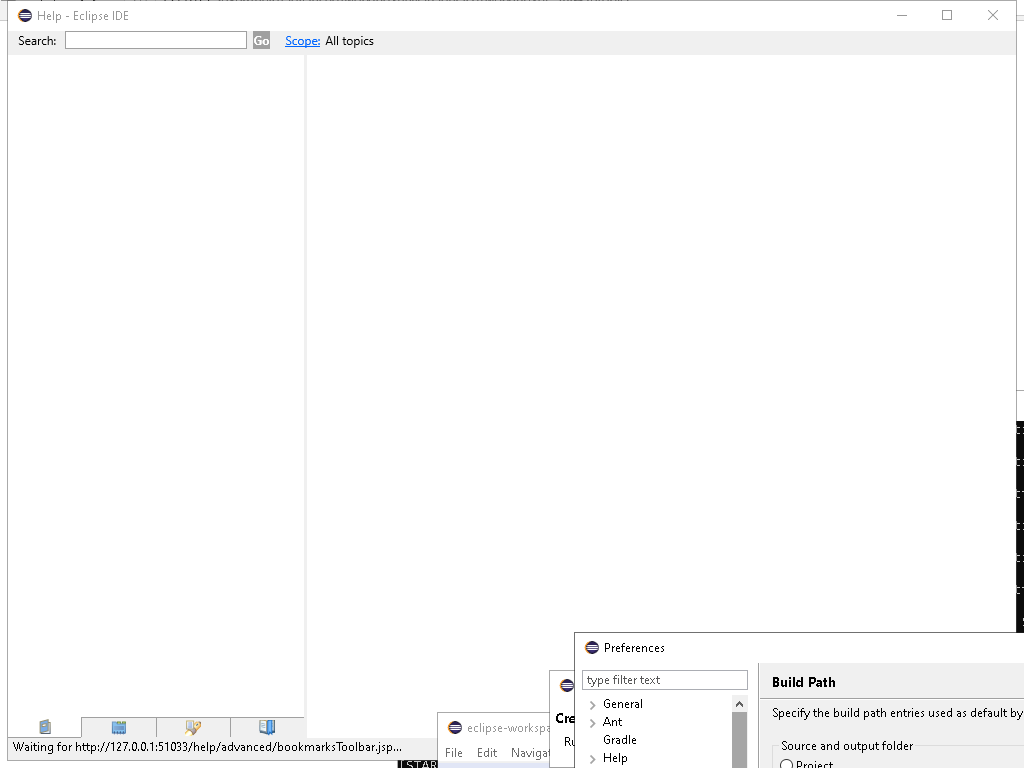 Help - Eclipse IDE
Search: Go Scope: All topics
Waiting for http://127.0.0.1:51033/help/advanced/bookmarksToolbar.jsp...
Preferences
type filter text
General
Ant
Gradle
Help
Build Path
Specify the build path entries used as default by
Source and output folder
Project
Cre
Ru
eclipse-workspa
File Edit Navigat